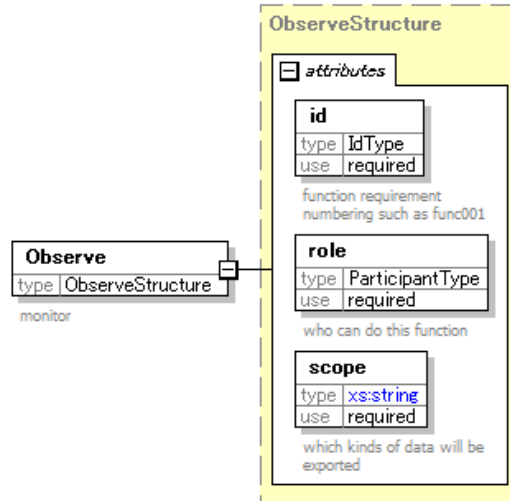 ObserveStructure
attributes
id
type IdType
use required
function requirement
numbering such as func001
Observe
type ObserveStructure
monitor
role
type ParticipantType
use required
who can do this function
scope
type xs:string
use required
which kinds of data will be
exported